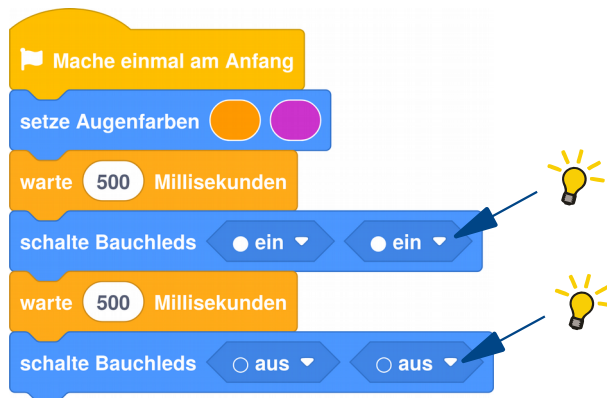 Mache einmal am Anfang
setze Augenfarben
warte 500 Millisekunden
schalte Bauchleds ein ein
warte 500 Millisekunden
schalte Bauchleds aus aus